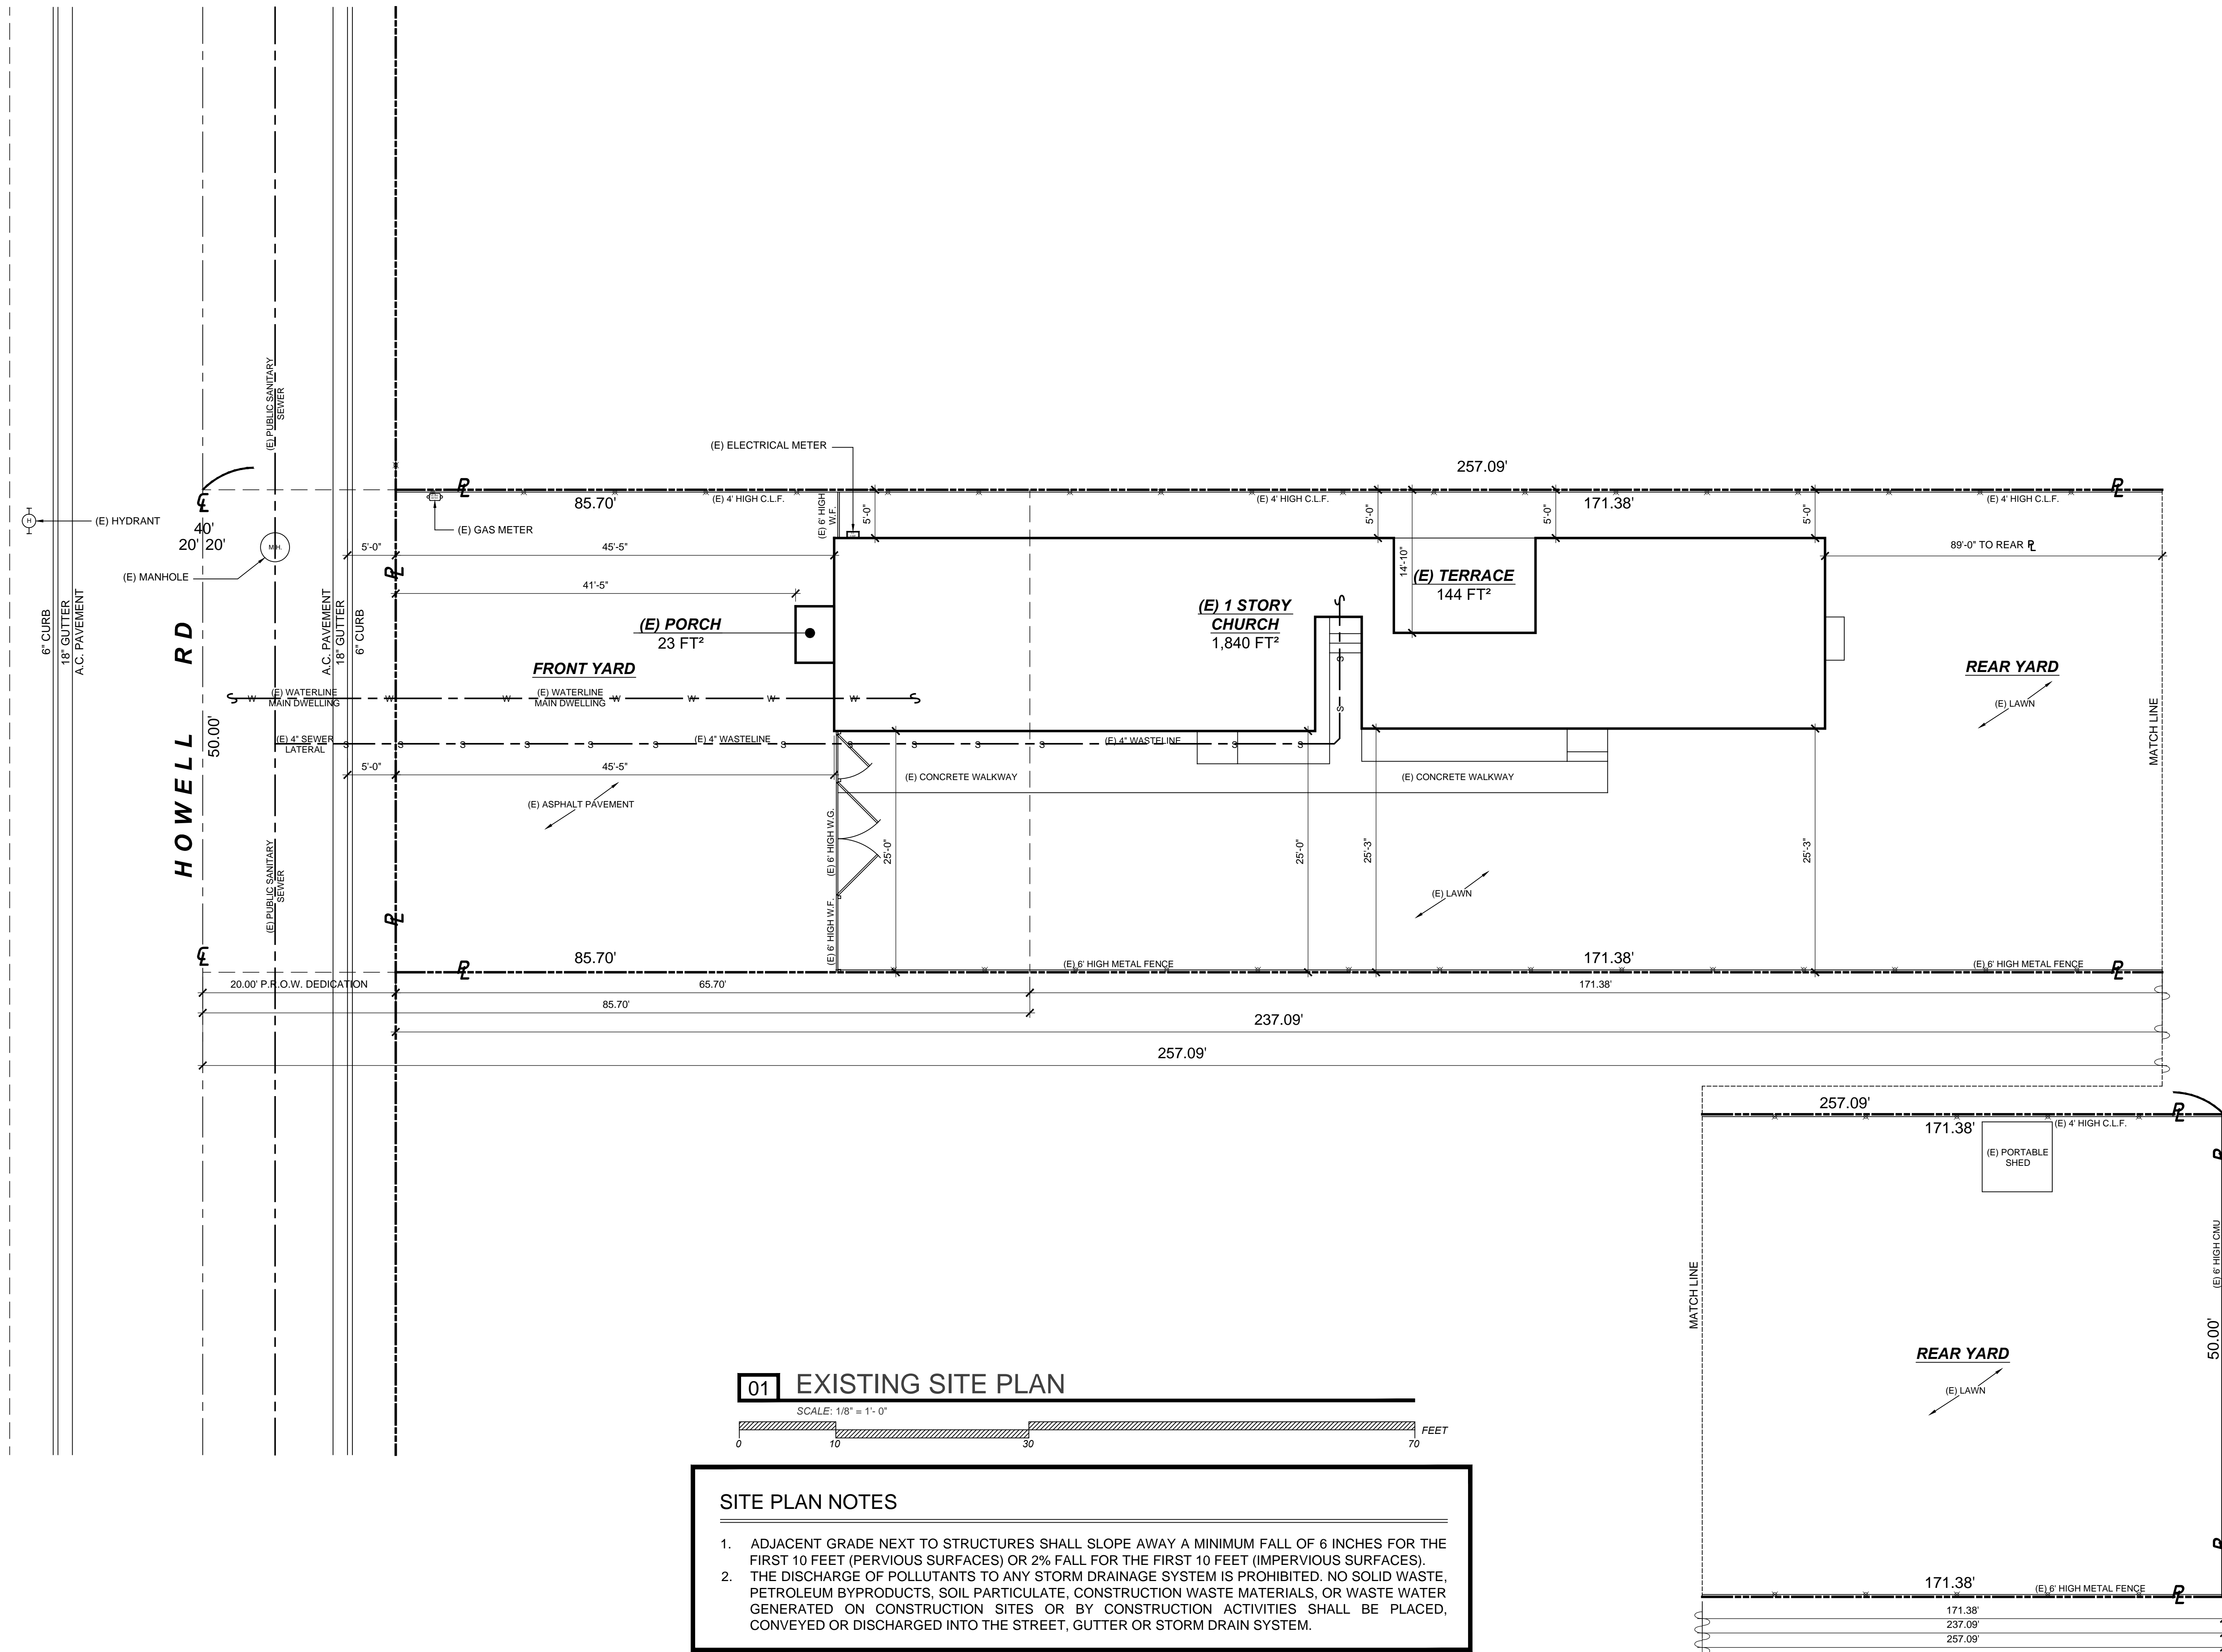 (E) PUBLIC SANITARY
SEWER
(E) ELECTRICAL METER
257.09'
(E) 4' HIGH C.L.F.
85.70'
(E) 6' HIGH
W.F.
5'-0"
(E) 4' HIGH C.L.F.
5'-0"
5'-0"
171.38'
5'-0"
(E) 4' HIGH C.L.F.
(E) HYDRANT
H
(E) GAS METER
40'
20' 20'
M.H.
(E) MANHOLE
5'-0"
45'-5"
41'-5"
14'-10"
(E) TERRACE
144 FT²
89'-0" TO REAR PL
6" CURB
18" GUTTER
A.C. PAVEMENT
A.C. PAVEMENT
18" GUTTER
6" CURB
(E) PORCH
23 FT²
(E) 1 STORY
CHURCH
1,840 FT²
FRONT YARD
REAR YARD
(E) LAWN
HOWELL RD
50.00'
(E) WATERLINE
MAIN DWELLING
(E) WATERLINE
MAIN DWELLING
(E) 4" SEWER
LATERAL
(E) 4" WASTELINE
(E) 4" WASTELINE
5'-0"
45'-5"
(E) CONCRETE WALKWAY
(E) CONCRETE WALKWAY
MATCH LINE
(E) ASPHALT PAVEMENT
(E) 6' HIGH W.G.
25'-0"
25'-0"
25'-3"
25'-3"
(E) PUBLIC SANITARY
SEWER
(E) LAWN
(E) 6' HIGH W.F.
85.70'
(E) 6' HIGH METAL FENCE
171.38'
(E) 6' HIGH METAL FENCE
20.00' P.R.O.W. DEDICATION
65.70'
171.38'
85.70'
237.09'
257.09'
257.09'
171.38'
(E) 4' HIGH C.L.F.
(E) PORTABLE
SHED
(E) 6' HIGH CMU
MATCH LINE
50.00'
REAR YARD
(E) LAWN
171.38'
(E) 6' HIGH METAL FENCE
171.38'
237.09'
257.09'
01 EXISTING SITE PLAN
SCALE: 1/8" = 1'- 0"
FEET
0 10 30 70
SITE PLAN NOTES
1. ADJACENT GRADE NEXT TO STRUCTURES SHALL SLOPE AWAY A MINIMUM FALL OF 6 INCHES FOR THE
FIRST 10 FEET (PERVIOUS SURFACES) OR 2% FALL FOR THE FIRST 10 FEET (IMPERVIOUS SURFACES).
2. THE DISCHARGE OF POLLUTANTS TO ANY STORM DRAINAGE SYSTEM IS PROHIBITED. NO SOLID WASTE,
PETROLEUM BYPRODUCTS, SOIL PARTICULATE, CONSTRUCTION WASTE MATERIALS, OR WASTE WATER
GENERATED ON CONSTRUCTION SITES OR BY CONSTRUCTION ACTIVITIES SHALL BE PLACED,
CONVEYED OR DISCHARGED INTO THE STREET, GUTTER OR STORM DRAIN SYSTEM.